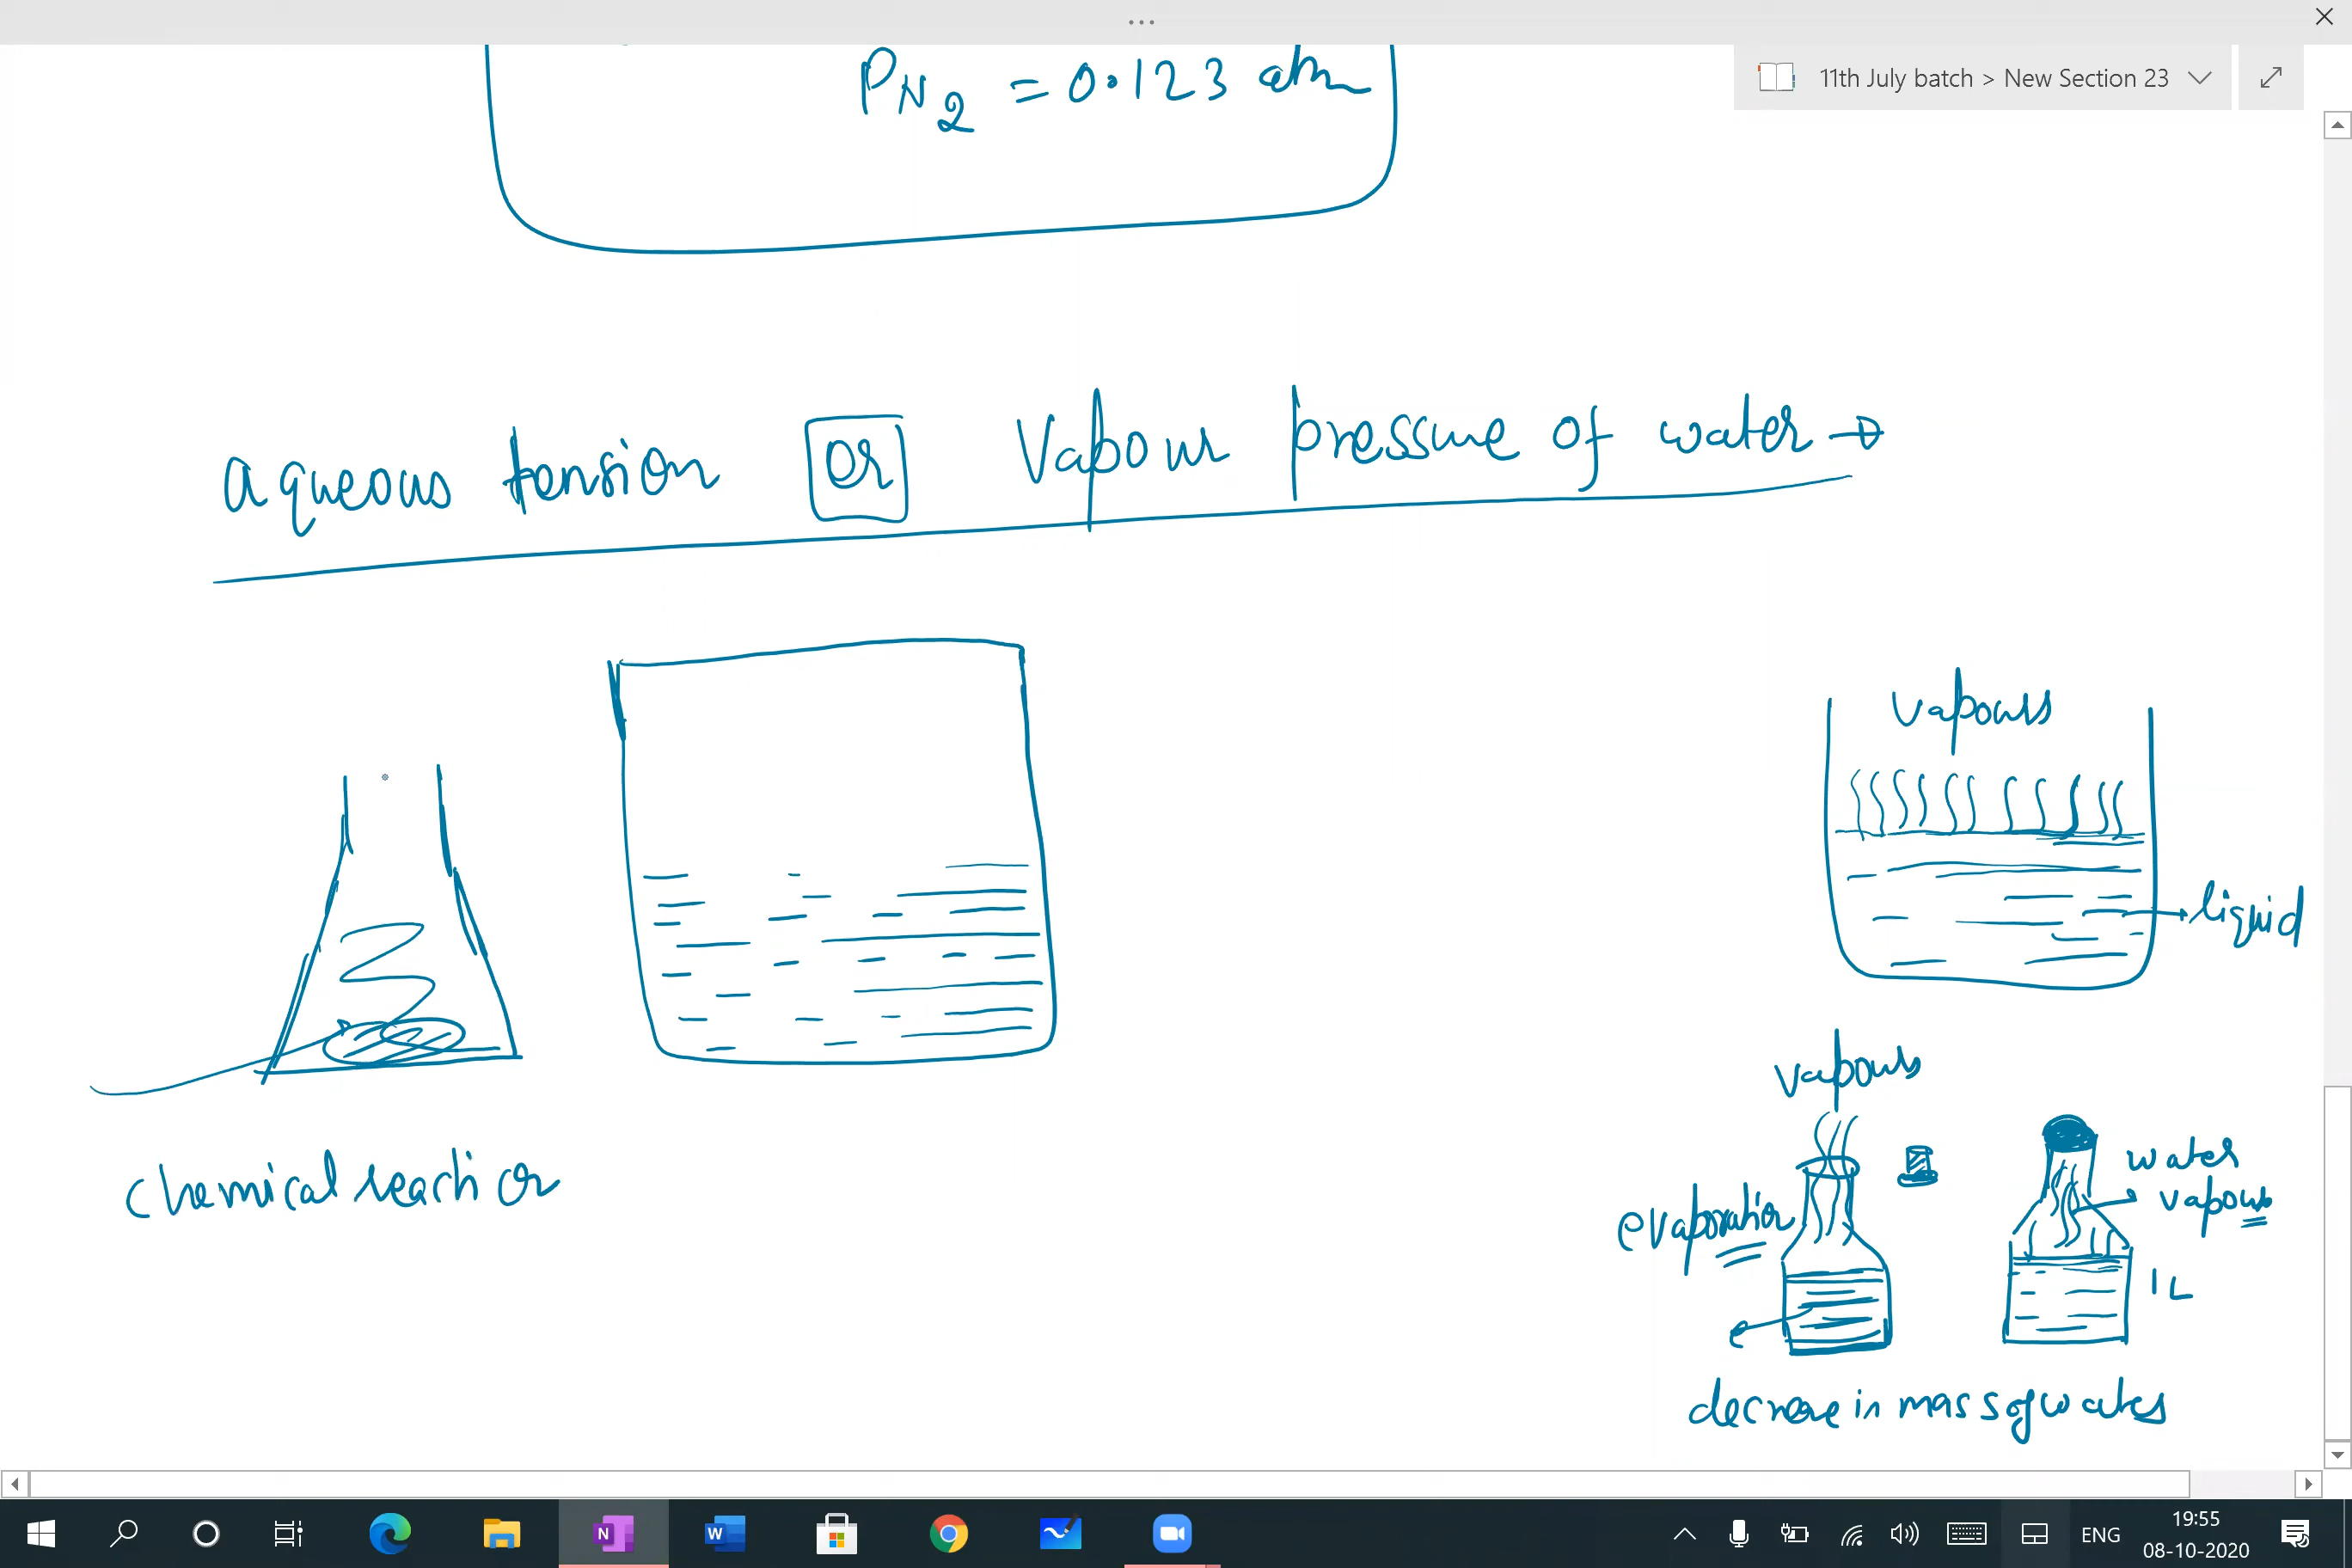 11th July batch > New Section 23
PN2 = 0.123 atm
aqueous tension or Vapour pressure of water →
vapours
liquid
vapours
water
vapours
evaporation
1L
chemical reaction
decrease in mass of water
ENG
19:55
08-10-2020